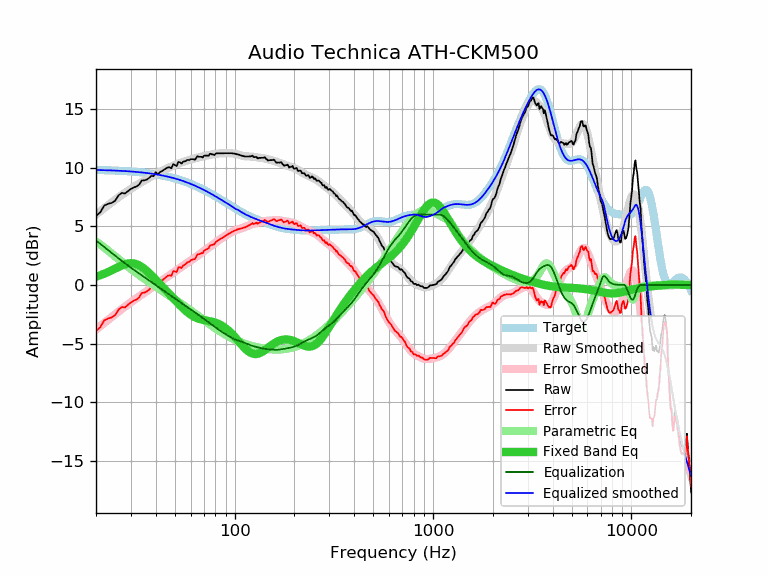 Audio Technica ATH-CKM500
15
10
5
0
−5
−10
−15
Amplitude (dBr)
Target
Raw Smoothed
Error Smoothed
Raw
Error
Parametric Eq
Fixed Band Eq
Equalization
Equalized smoothed
100 1000 10000
Frequency (Hz)